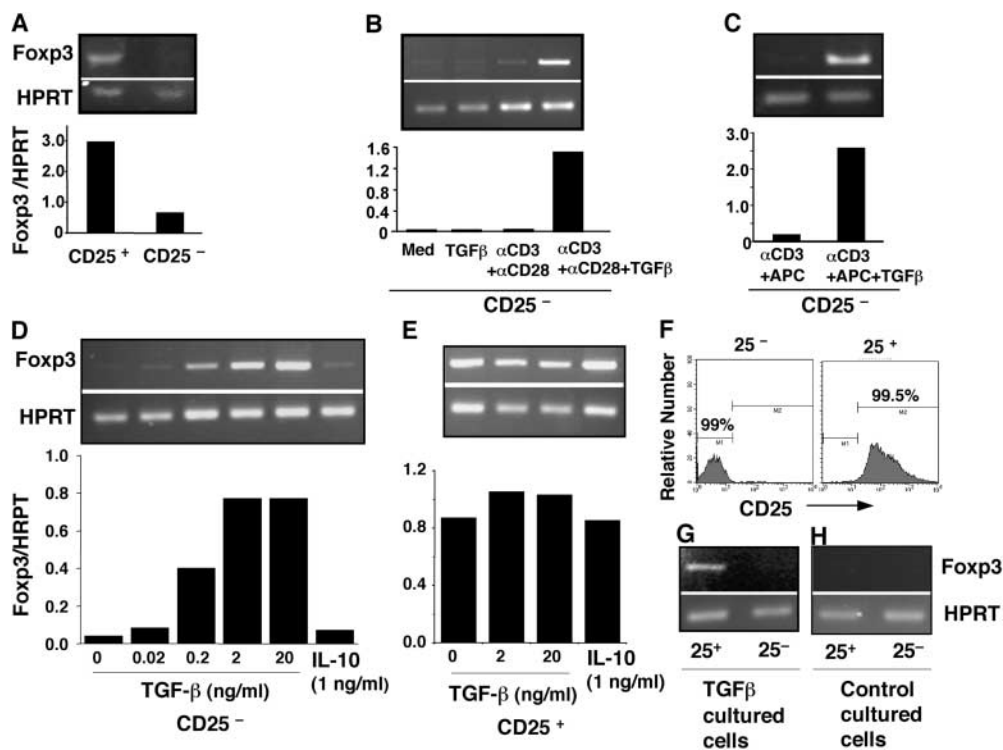 A
Foxp3
HPRT
Foxp3/HPRT
3.0
2.0
1.0
0
CD25 + CD25 −
B
1.6
1.2
0.8
0.4
0
Med TGFβ αCD3 +αCD28 αCD3 +αCD28+TGFβ
CD25 −
C
3.0
2.0
1.0
0
αCD3 +APC αCD3 +APC+TGFβ
CD25 −
D
Foxp3
HPRT
Foxp3/HRPT
1.0
0.8
0.6
0.4
0.2
0.0
0 0.02 0.2 2 20 IL-10
(1 ng/ml)
TGF-β (ng/ml)
CD25 −
E
1.2
0.8
0.4
0.0
0 2 20 IL-10
(1 ng/ml)
TGF-β (ng/ml)
CD25 +
F
25 − 25 +
Relative Number
99% M1 M2
99.5% M1 M2
CD25
G H
Foxp3
HPRT
25+ 25− 25+ 25−
TGFβ
cultured
cells
Control
cultured
cells